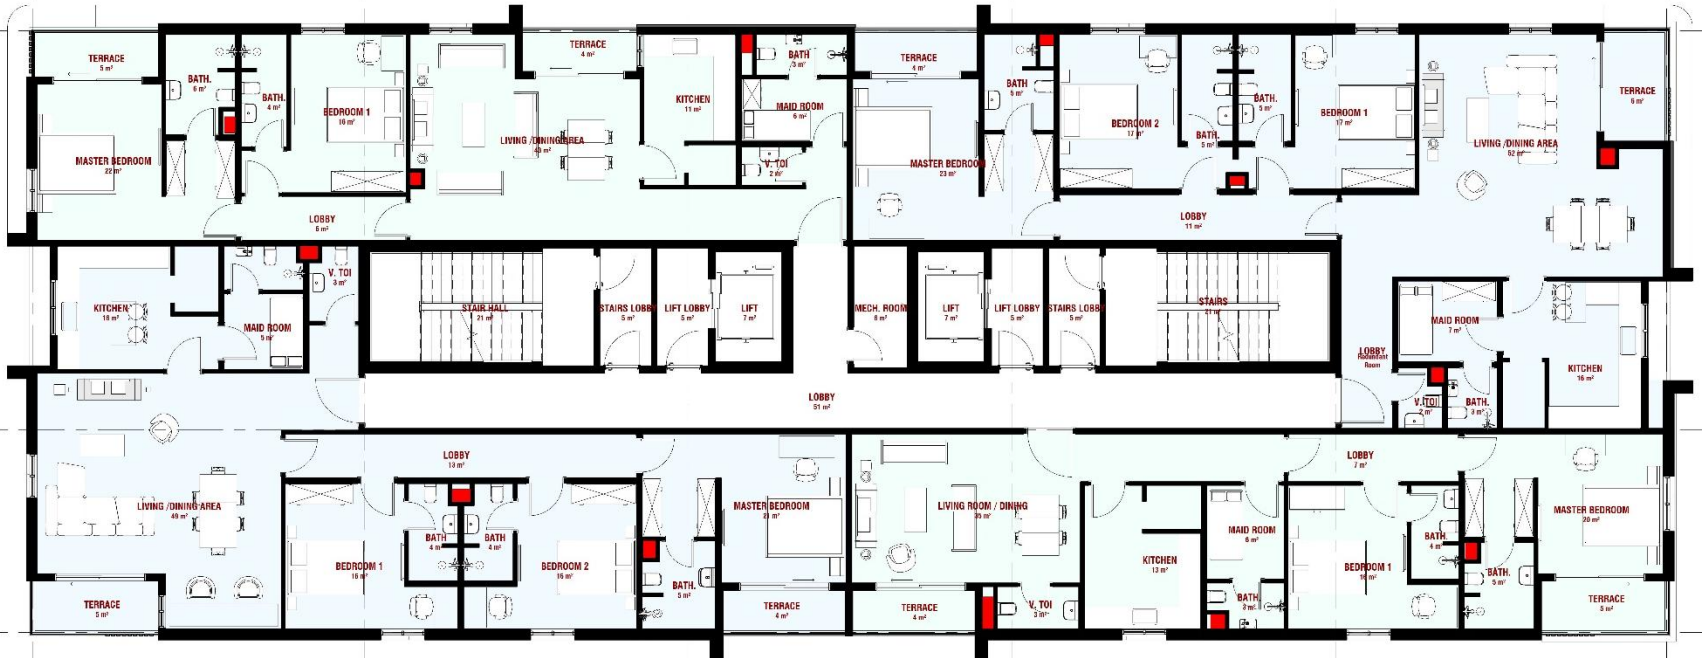 TERRACE
5 m²
BATH.
6 m²
BATH.
4 m²
BEDROOM 1
16 m²
MASTER BEDROOM
22 m²
LOBBY
6 m²
LIVING /DINING AREA
TERRACE
4 m²
KITCHEN
11 m²
BATH
3 m²
MAID ROOM
6 m²
V. TOI
2 m²
TERRACE
4 m²
MASTER BEDROOM
23 m²
BATH
5 m²
BEDROOM 2
17 m²
BATH.
5 m²
BATH.
5 m²
BEDROOM 1
17 m²
LOBBY
11 m²
LIVING /DINING AREA
52 m²
TERRACE
6 m²
KITCHEN
18 m²
MAID ROOM
5 m²
V. TOI
3 m²
STAIR HALL
21 m²
STAIRS LOBBY
5 m²
LIFT LOBBY
5 m²
LIFT
7 m²
MECH. ROOM
8 m²
LIFT
7 m²
LIFT LOBBY
5 m²
STAIRS LOBBY
5 m²
STAIRS
21 m²
LOBBY
Redundant
Room
MAID ROOM
7 m²
V. TOI
2 m²
BATH.
3 m²
KITCHEN
16 m²
LOBBY
51 m²
LIVING /DINING AREA
49 m²
TERRACE
5 m²
LOBBY
13 m²
BEDROOM 1
16 m²
BATH
4 m²
BATH
4 m²
BEDROOM 2
16 m²
BATH.
5 m²
MASTER BEDROOM
TERRACE
4 m²
LIVING ROOM / DINING
35 m²
TERRACE
4 m²
V. TOI
3 m²
KITCHEN
13 m²
MAID ROOM
6 m²
BATH.
LOBBY
7 m²
BEDROOM 1
16 m²
BATH.
4 m²
BATH.
5 m²
MASTER BEDROOM
20 m²
TERRACE
5 m²